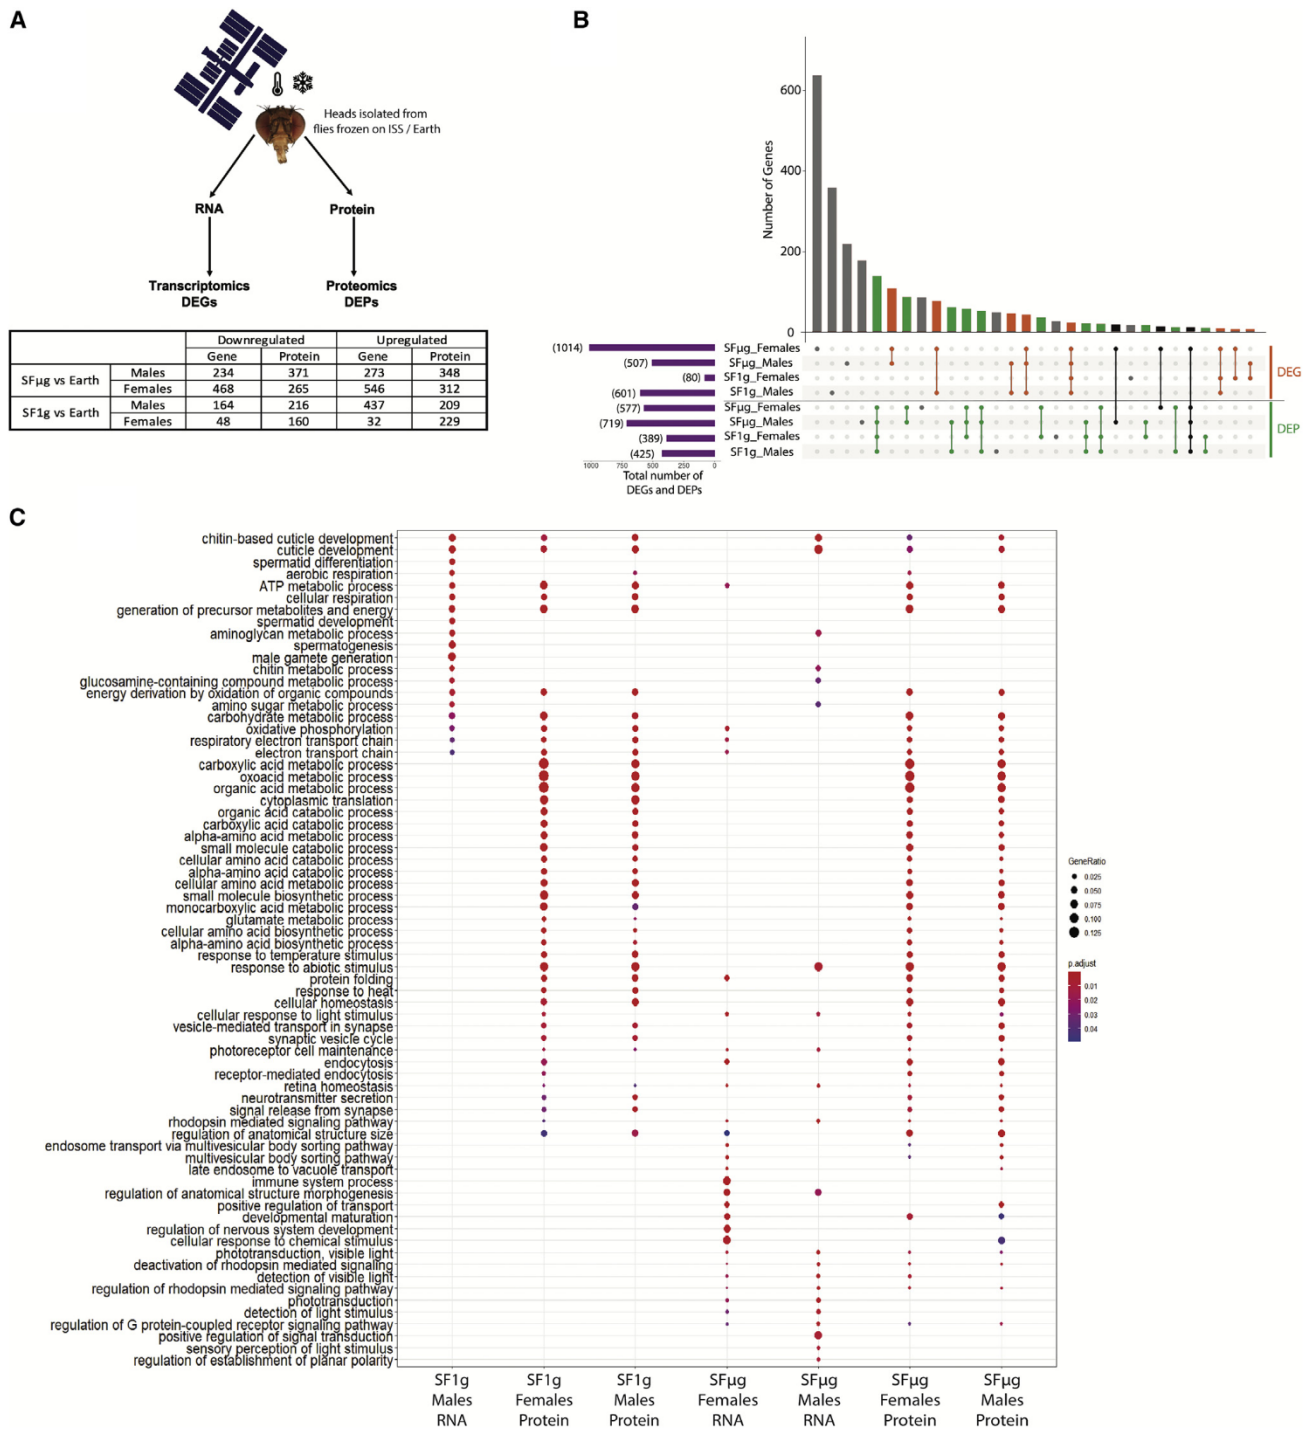 A
Heads isolated from
flies frozen on ISS / Earth
RNA
Protein
Transcriptomics
DEGs
Proteomics
DEPs
Downregulated Upregulated
Gene Protein Gene Protein
SFµg vs Earth Males 234 371 273 348
Females 468 265 546 312
SF1g vs Earth Males 164 216 437 209
Females 48 160 32 229
B
Number of Genes
600
400
200
0
(1014) SFµg_Females
(507) SFµg_Males
(80) SF1g_Females
(601) SF1g_Males
(577) SFµg_Females
(719) SFµg_Males
(389) SF1g_Females
(425) SF1g_Males
DEG
DEP
1000 750 500 250 0
Total number of
DEGs and DEPs
C
chitin-based cuticle development
cuticle development
spermatid differentiation
aerobic respiration
ATP metabolic process
cellular respiration
generation of precursor metabolites and energy
spermatid development
aminoglycan metabolic process
spermatogenesis
male gamete generation
chitin metabolic process
glucosamine-containing compound metabolic process
energy derivation by oxidation of organic compounds
amino sugar metabolic process
carbohydrate metabolic process
oxidative phosphorylation
respiratory electron transport chain
electron transport chain
carboxylic acid metabolic process
oxoacid metabolic process
organic acid metabolic process
cytoplasmic translation
organic acid catabolic process
carboxylic acid catabolic process
alpha-amino acid metabolic process
small molecule catabolic process
cellular amino acid catabolic process
alpha-amino acid catabolic process
cellular amino acid metabolic process
small molecule biosynthetic process
monocarboxylic acid metabolic process
glutamate metabolic process
cellular amino acid biosynthetic process
alpha-amino acid biosynthetic process
response to temperature stimulus
response to abiotic stimulus
protein folding
response to heat
cellular homeostasis
cellular response to light stimulus
vesicle-mediated transport in synapse
synaptic vesicle cycle
photoreceptor cell maintenance
endocytosis
receptor-mediated endocytosis
retina homeostasis
neurotransmitter secretion
signal release from synapse
rhodopsin mediated signaling pathway
regulation of anatomical structure size
endosome transport via multivesicular body sorting pathway
multivesicular body sorting pathway
late endosome to vacuole transport
immune system process
regulation of anatomical structure morphogenesis
positive regulation of transport
developmental maturation
regulation of nervous system development
cellular response to chemical stimulus
phototransduction, visible light
deactivation of rhodopsin mediated signaling
detection of visible light
regulation of rhodopsin mediated signaling pathway
phototransduction
detection of light stimulus
regulation of G protein-coupled receptor signaling pathway
positive regulation of signal transduction
sensory perception of light stimulus
regulation of establishment of planar polarity
GeneRatio
0.025
0.050
0.075
0.100
0.125
p.adjust
0.01
0.02
0.03
0.04
SF1g SF1g SF1g SFµg SFµg SFµg SFµg
Males Females Males Females Males Females Males
RNA Protein Protein RNA RNA Protein Protein